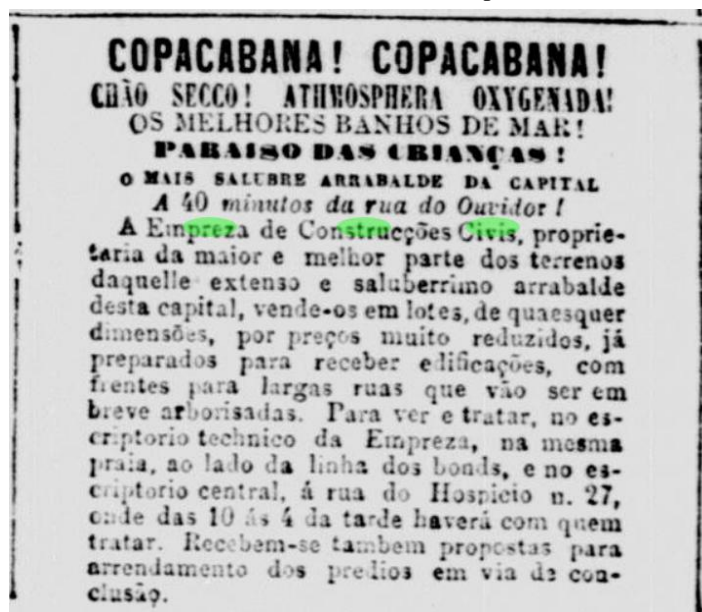 COPACABANA! COPACABANA!
CHÃO SECCO! ATHMOSPHERA OXYGENADA!
OS MELHORES BANHOS DE MAR!
PARAISO DAS CRIANÇAS!
O MAIS SALUBRE ARRABALDE DA CAPITAL
A 40 minutos da rua do Ouvidor!
A Empreza de Construcções Civis, proprie-
taria da maior e melhor parte dos terrenos
daquelle extenso e saluberrimo arrabalde
desta capital, vende-os em lotes, de quaesquer
dimensões, por preços muito reduzidos, já
preparados para receber edificações, com
frentes para largas ruas que vão ser em
breve arborisadas. Para ver e tratar, no es-
criptorio technico da Empreza, na mesma
praia, ao lado da linha dos bonds, e no es-
criptorio central, á rua do Hospicio n. 27,
onde das 10 ás 4 da tarde haverá com quem
tratar. Recebem-se tambem propostas para
arrendamento dos predios em via de con-
clusão.